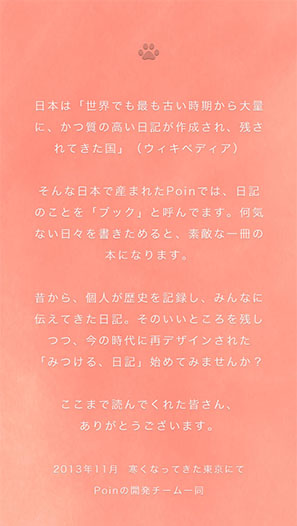 日本は「世界でも最も古い時期から大量
に、かつ質の高い日記が作成され、残さ
れてきた国」（ウィキペディア）
そんな日本で産まれたPoinでは、日記
のことを「ブック」と呼んでます。何気
ない日々を書きためると、素敵な一冊の
本になります。
昔から、個人が歴史を記録し、みんなに
伝えてきた日記。そのいいところを残し
つつ、今の時代に再デザインされた
「みつける、日記」始めてみませんか？
ここまで読んでくれた皆さん、
ありがとうございます。
2013年11月　寒くなってきた東京にて
Poinの開発チーム一同